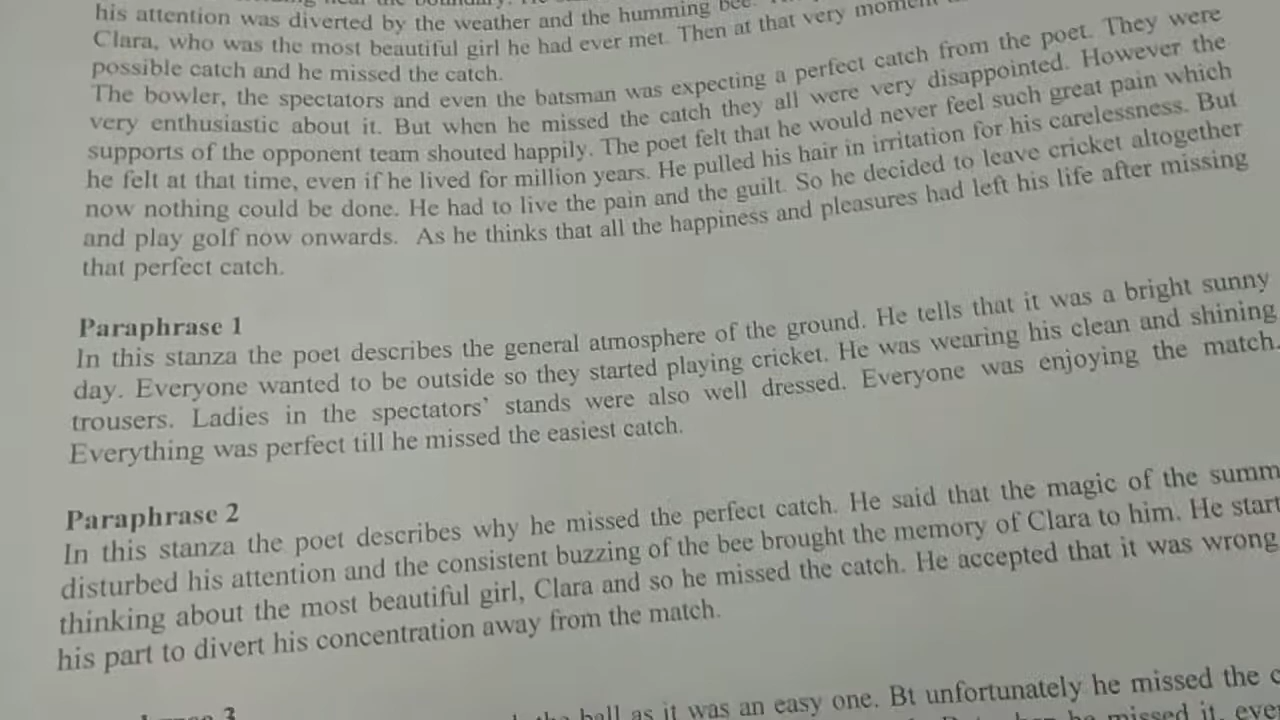 his attention was diverted by the weather and the humming bee.
Clara, who was the most beautiful girl he had ever met. Then at that very moment
possible catch and he missed the catch.
The bowler, the spectators and even the batsman was expecting a perfect catch from the poet. They were
very enthusiastic about it. But when he missed the catch they all were very disappointed. However the
supports of the opponent team shouted happily. The poet felt that he would never feel such great pain which
he felt at that time, even if he lived for million years. He pulled his hair in irritation for his carelessness. But
now nothing could be done. He had to live the pain and the guilt. So he decided to leave cricket altogether
and play golf now onwards. As he thinks that all the happiness and pleasures had left his life after missing
that perfect catch.
Paraphrase 1
In this stanza the poet describes the general atmosphere of the ground. He tells that it was a bright sunny
day. Everyone wanted to be outside so they started playing cricket. He was wearing his clean and shining
trousers. Ladies in the spectators' stands were also well dressed. Everyone was enjoying the match.
Everything was perfect till he missed the easiest catch.
Paraphrase 2
In this stanza the poet describes why he missed the perfect catch. He said that the magic of the summ
disturbed his attention and the consistent buzzing of the bee brought the memory of Clara to him. He start
thinking about the most beautiful girl, Clara and so he missed the catch. He accepted that it was wrong
his part to divert his concentration away from the match.
3
the ball as it was an easy one. Bt unfortunately he missed the c
he missed it, eve